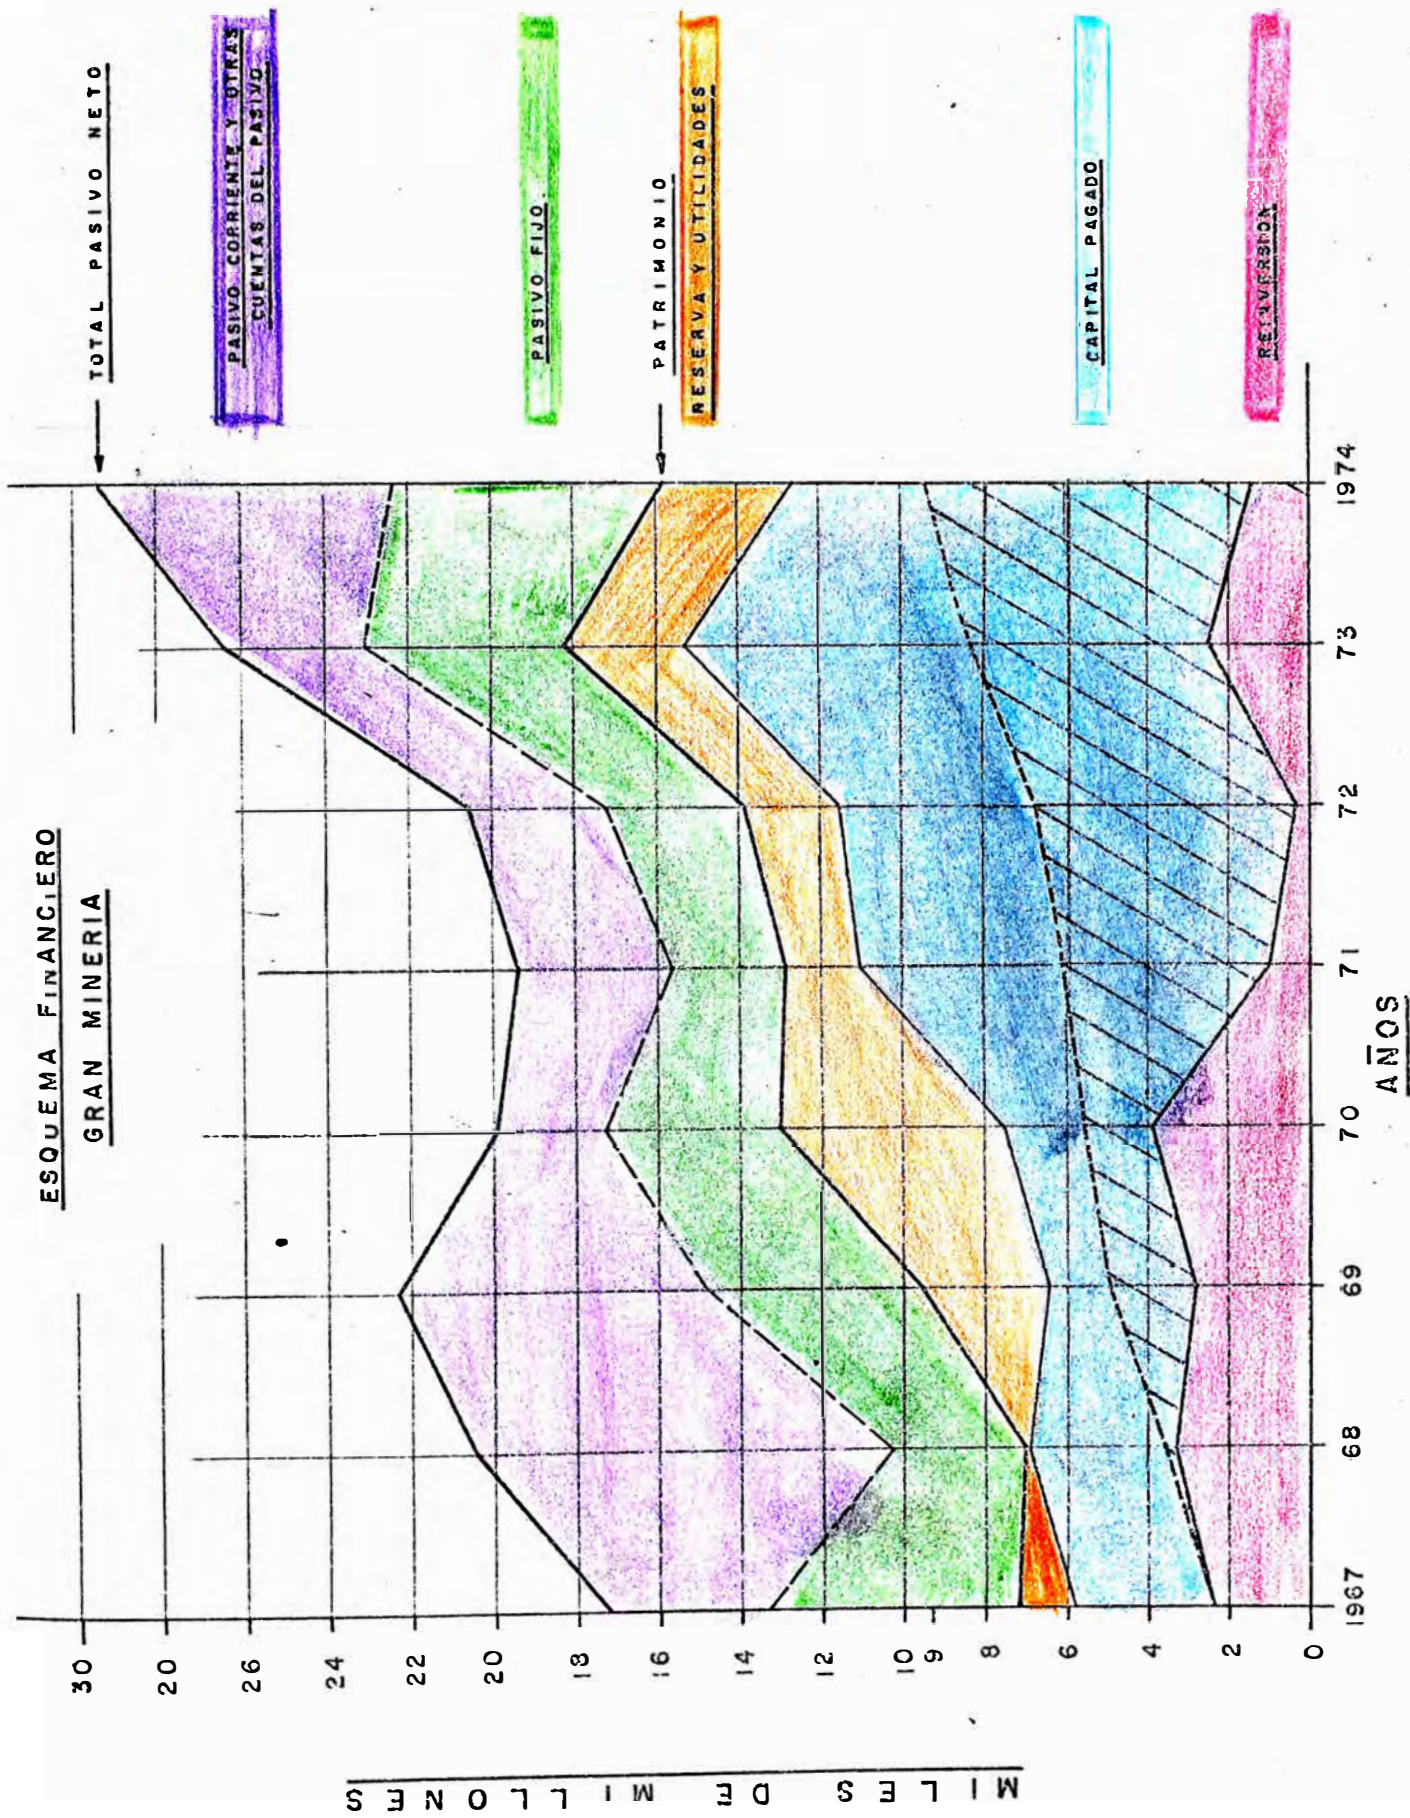 ESQUEMA FINANCIERO
GRAN MINERIA
MILES DE MILLONES
30
20
26
24
22
20
18
16
14
12
10
9
8
6
4
2
0
1967
68
69
70
71
72
73
1974
AÑOS
TOTAL PASIVO NETO
PASIVO CORRIENTE Y OTRAS
CUENTAS DEL PASIVO
PASIVO FIJO
PATRIMONIO
RESERVA Y UTILIDADES
CAPITAL PAGADO
REINVERSION